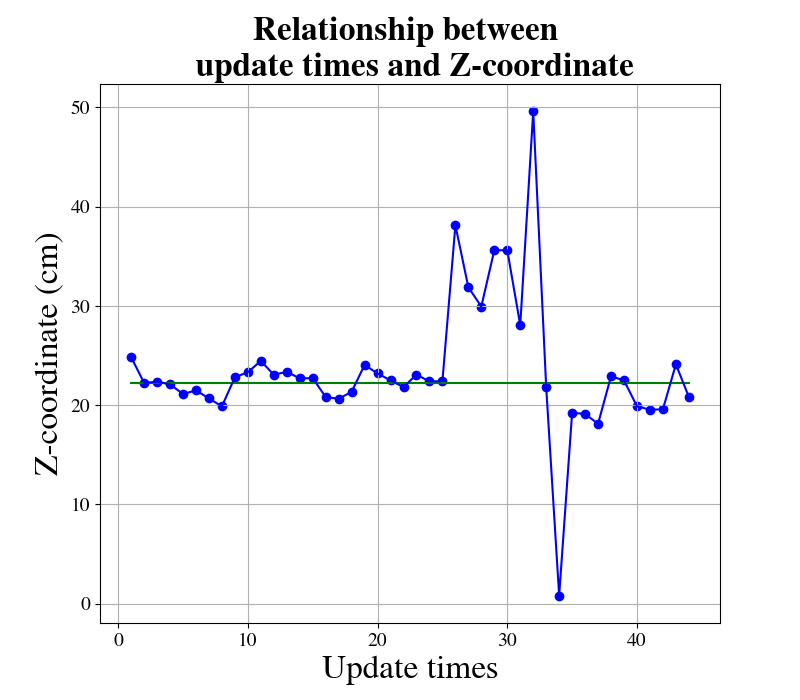 Relationship between
update times and Z-coordinate
50
40
30
20
10
0
Z-coordinate (cm)
0 10 20 30 40
Update times